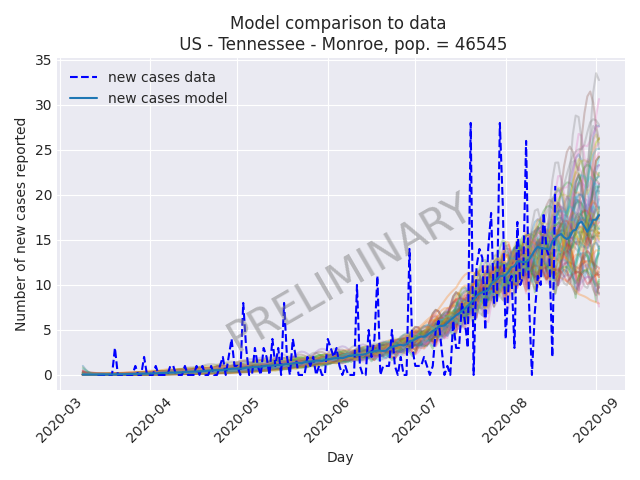 Model comparison to data
US - Tennessee - Monroe, pop. = 46545
35
30
25
20
15
10
5
0
Number of new cases reported
new cases data
new cases model
PRELIMINARY
2020-03
2020-04
2020-05
2020-06
2020-07
2020-08
2020-09
Day